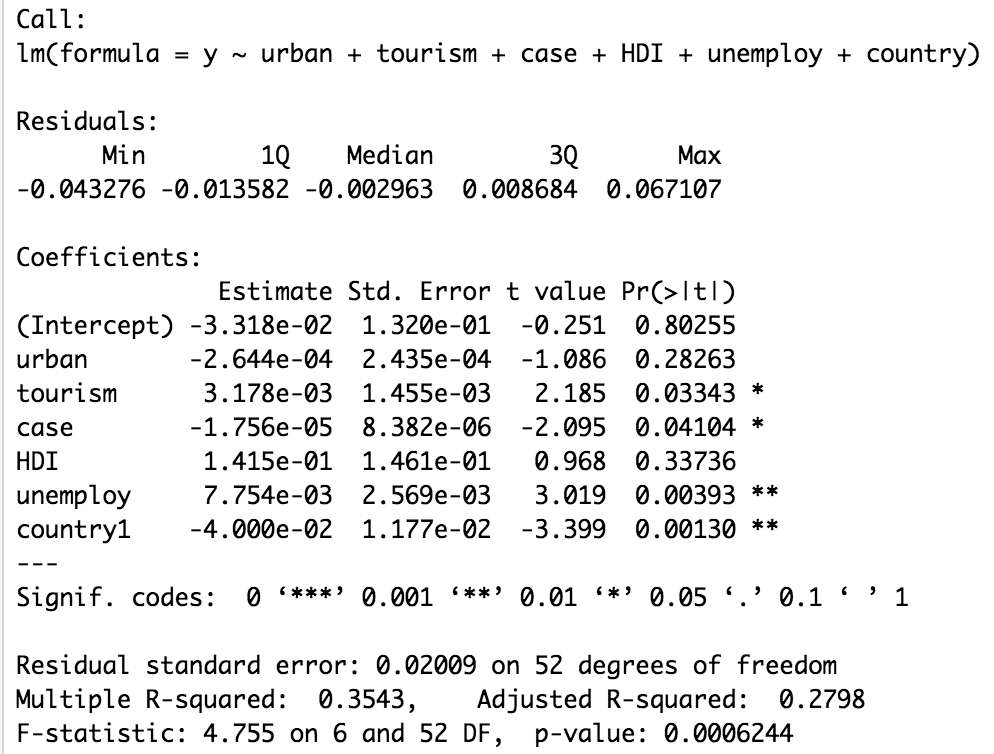 Call:
lm(formula = y ~ urban + tourism + case + HDI + unemploy + country)
Residuals:
Min 1Q Median 3Q Max
-0.043276 -0.013582 -0.002963 0.008684 0.067107
Coefficients:
Estimate Std. Error t value Pr(>|t|)
(Intercept) -3.318e-02 1.320e-01 -0.251 0.80255
urban -2.644e-04 2.435e-04 -1.086 0.28263
tourism 3.178e-03 1.455e-03 2.185 0.03343 *
case -1.756e-05 8.382e-06 -2.095 0.04104 *
HDI 1.415e-01 1.461e-01 0.968 0.33736
unemploy 7.754e-03 2.569e-03 3.019 0.00393 **
country1 -4.000e-02 1.177e-02 -3.399 0.00130 **
---
Signif. codes: 0 ‘***’ 0.001 ‘**’ 0.01 ‘*’ 0.05 ‘.’ 0.1 ‘ ’ 1
Residual standard error: 0.02009 on 52 degrees of freedom
Multiple R-squared: 0.3543, Adjusted R-squared: 0.2798
F-statistic: 4.755 on 6 and 52 DF, p-value: 0.0006244